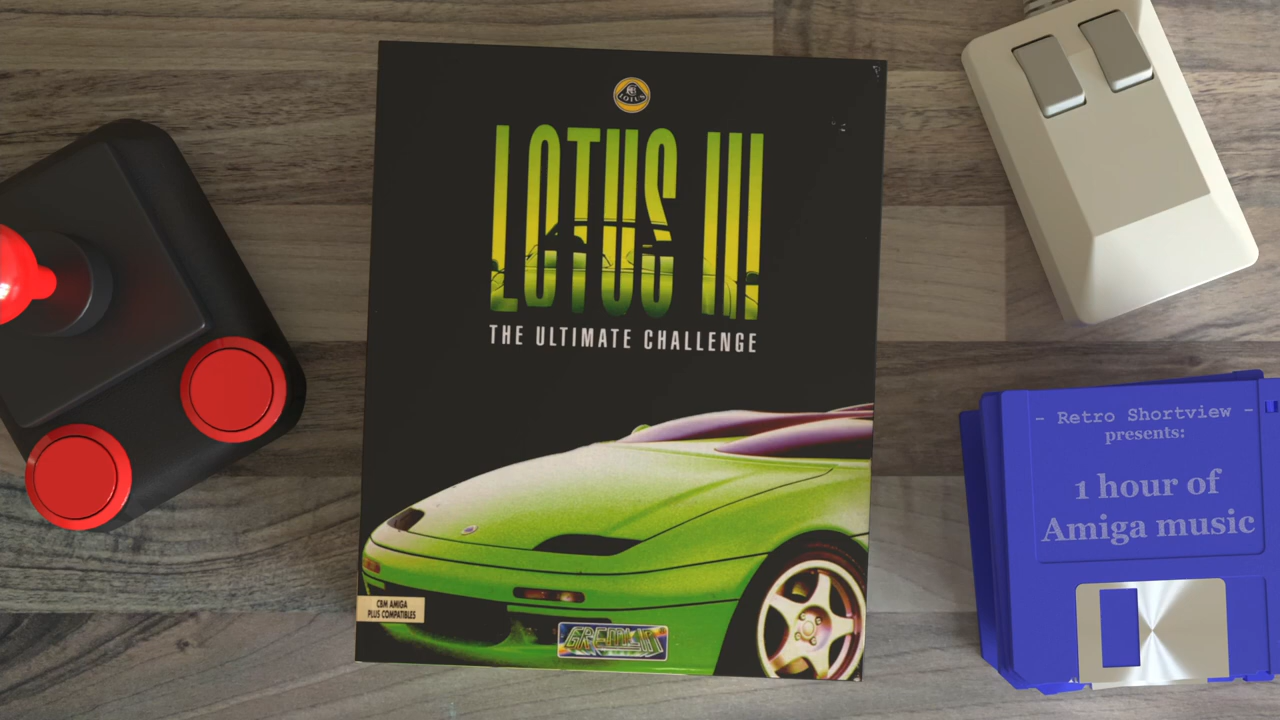 LOTUS
LOTUS III
THE ULTIMATE CHALLENGE
CBM AMIGA
PLUS COMPATIBLES
GREMLIN
- Retro Shortview -
presents:
1 hour of
Amiga music